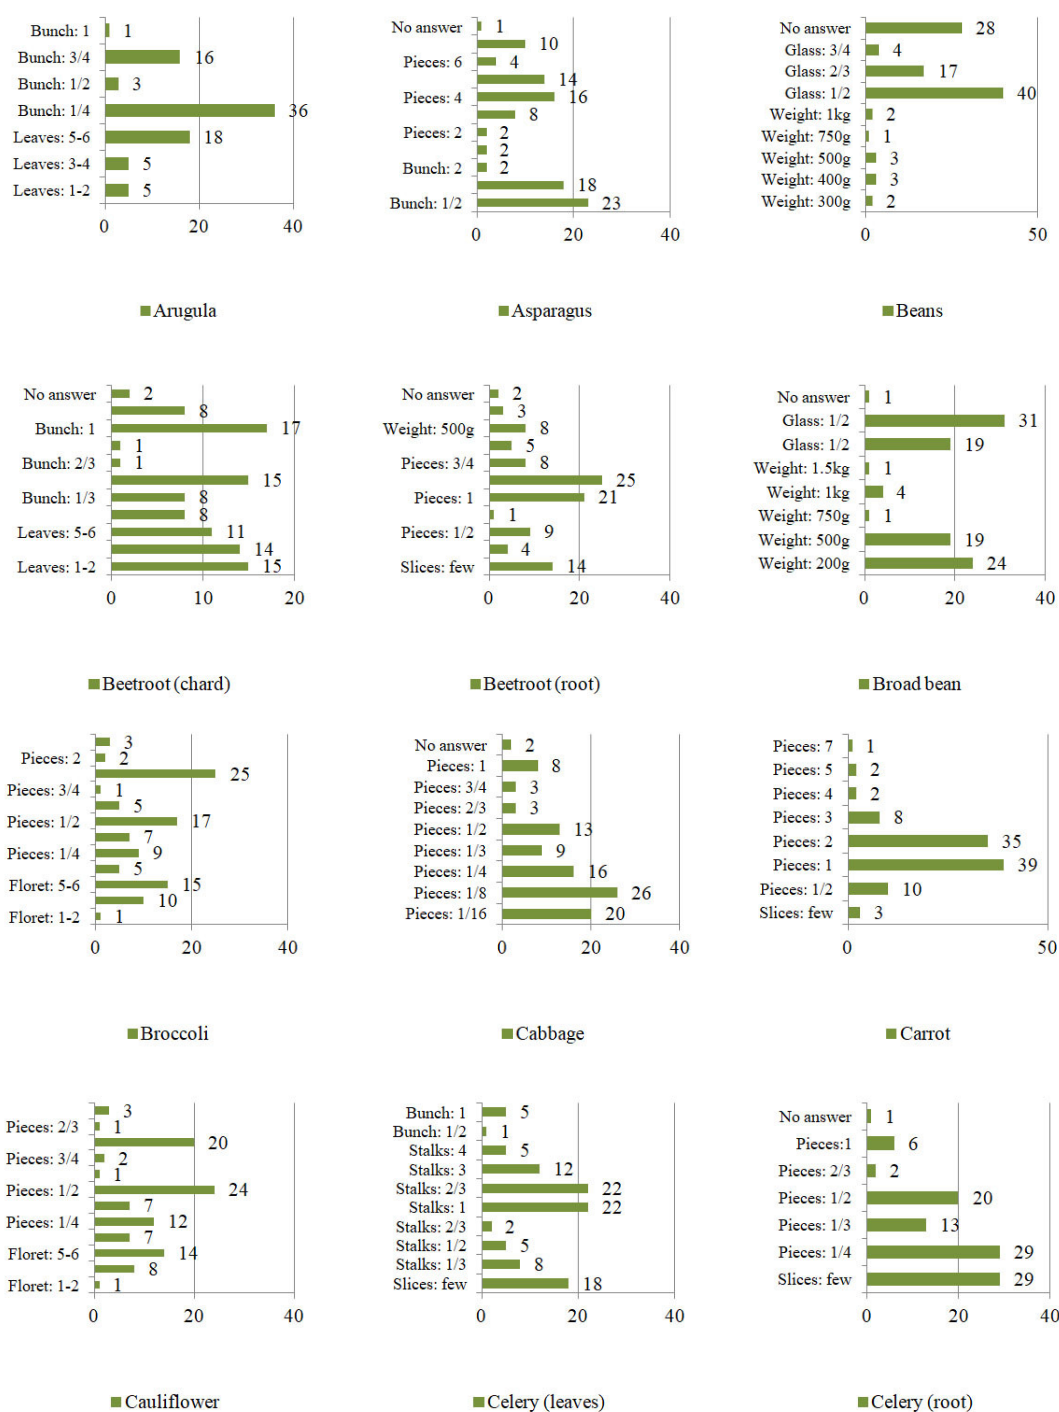 Bunch: 1 1
Bunch: 3/4 16
Bunch: 1/2 3
Bunch: 1/4 36
Leaves: 5-6 18
Leaves: 3-4 5
Leaves: 1-2 5
0 20 40
Arugula
No answer 1
10
Pieces: 6 4
14
Pieces: 4 16
8
Pieces: 2 2
2
Bunch: 2 2
18
Bunch: 1/2 23
0 20 40
Asparagus
No answer 28
Glass: 3/4 4
Glass: 2/3 17
Glass: 1/2 40
Weight: 1kg 2
Weight: 750g 1
Weight: 500g 3
Weight: 400g 3
Weight: 300g 2
0 50
Beans
No answer 2
8
Bunch: 1 17
1
Bunch: 2/3 1
15
Bunch: 1/3 8
8
Leaves: 5-6 11
14
Leaves: 1-2 15
0 10 20
Beetroot (chard)
No answer 2
3
Weight: 500g 8
5
Pieces: 3/4 8
25
Pieces: 1 21
1
Pieces: 1/2 9
4
Slices: few 14
0 20 40
Beetroot (root)
No answer 1
Glass: 1/2 31
Glass: 1/2 19
Weight: 1.5kg 1
Weight: 1kg 4
Weight: 750g 1
Weight: 500g 19
Weight: 200g 24
0 20 40
Broad bean
3
Pieces: 2 2
25
Pieces: 3/4 1
5
Pieces: 1/2 17
7
Pieces: 1/4 9
5
Floret: 5-6 15
10
Floret: 1-2 1
0 20 40
Broccoli
No answer 2
Pieces: 1 8
Pieces: 3/4 3
Pieces: 2/3 3
Pieces: 1/2 13
Pieces: 1/3 9
Pieces: 1/4 16
Pieces: 1/8 26
Pieces: 1/16 20
0 20 40
Cabbage
Pieces: 7 1
Pieces: 5 2
Pieces: 4 2
Pieces: 3 8
Pieces: 2 35
Pieces: 1 39
Pieces: 1/2 10
Slices: few 3
0 50
Carrot
3
Pieces: 2/3 1
20
Pieces: 3/4 2
1
Pieces: 1/2 24
7
Pieces: 1/4 12
7
Floret: 5-6 14
8
Floret: 1-2 1
0 20 40
Cauliflower
Bunch: 1 5
Bunch: 1/2 1
Stalks: 4 5
Stalks: 3 12
Stalks: 2/3 22
Stalks: 1 22
Stalks: 2/3 2
Stalks: 1/2 5
Stalks: 1/3 8
Slices: few 18
0 20 40
Celery (leaves)
No answer 1
Pieces:1 6
Pieces: 2/3 2
Pieces: 1/2 20
Pieces: 1/3 13
Pieces: 1/4 29
Slices: few 29
0 20 40
Celery (root)